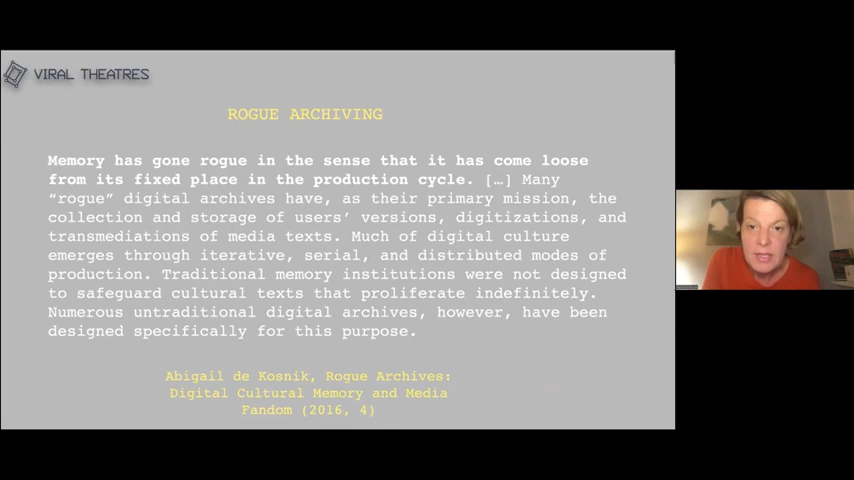 VIRAL THEATRES
ROGUE ARCHIVING
Memory has gone rogue in the sense that it has come loose
from its fixed place in the production cycle. […] Many
“rogue” digital archives have, as their primary mission, the
collection and storage of users’ versions, digitizations, and
transmediations of media texts. Much of digital culture
emerges through iterative, serial, and distributed modes of
production. Traditional memory institutions were not designed
to safeguard cultural texts that proliferate indefinitely.
Numerous untraditional digital archives, however, have been
designed specifically for this purpose.
Abigail de Kosnik, Rogue Archives:
Digital Cultural Memory and Media
Fandom (2016, 4)